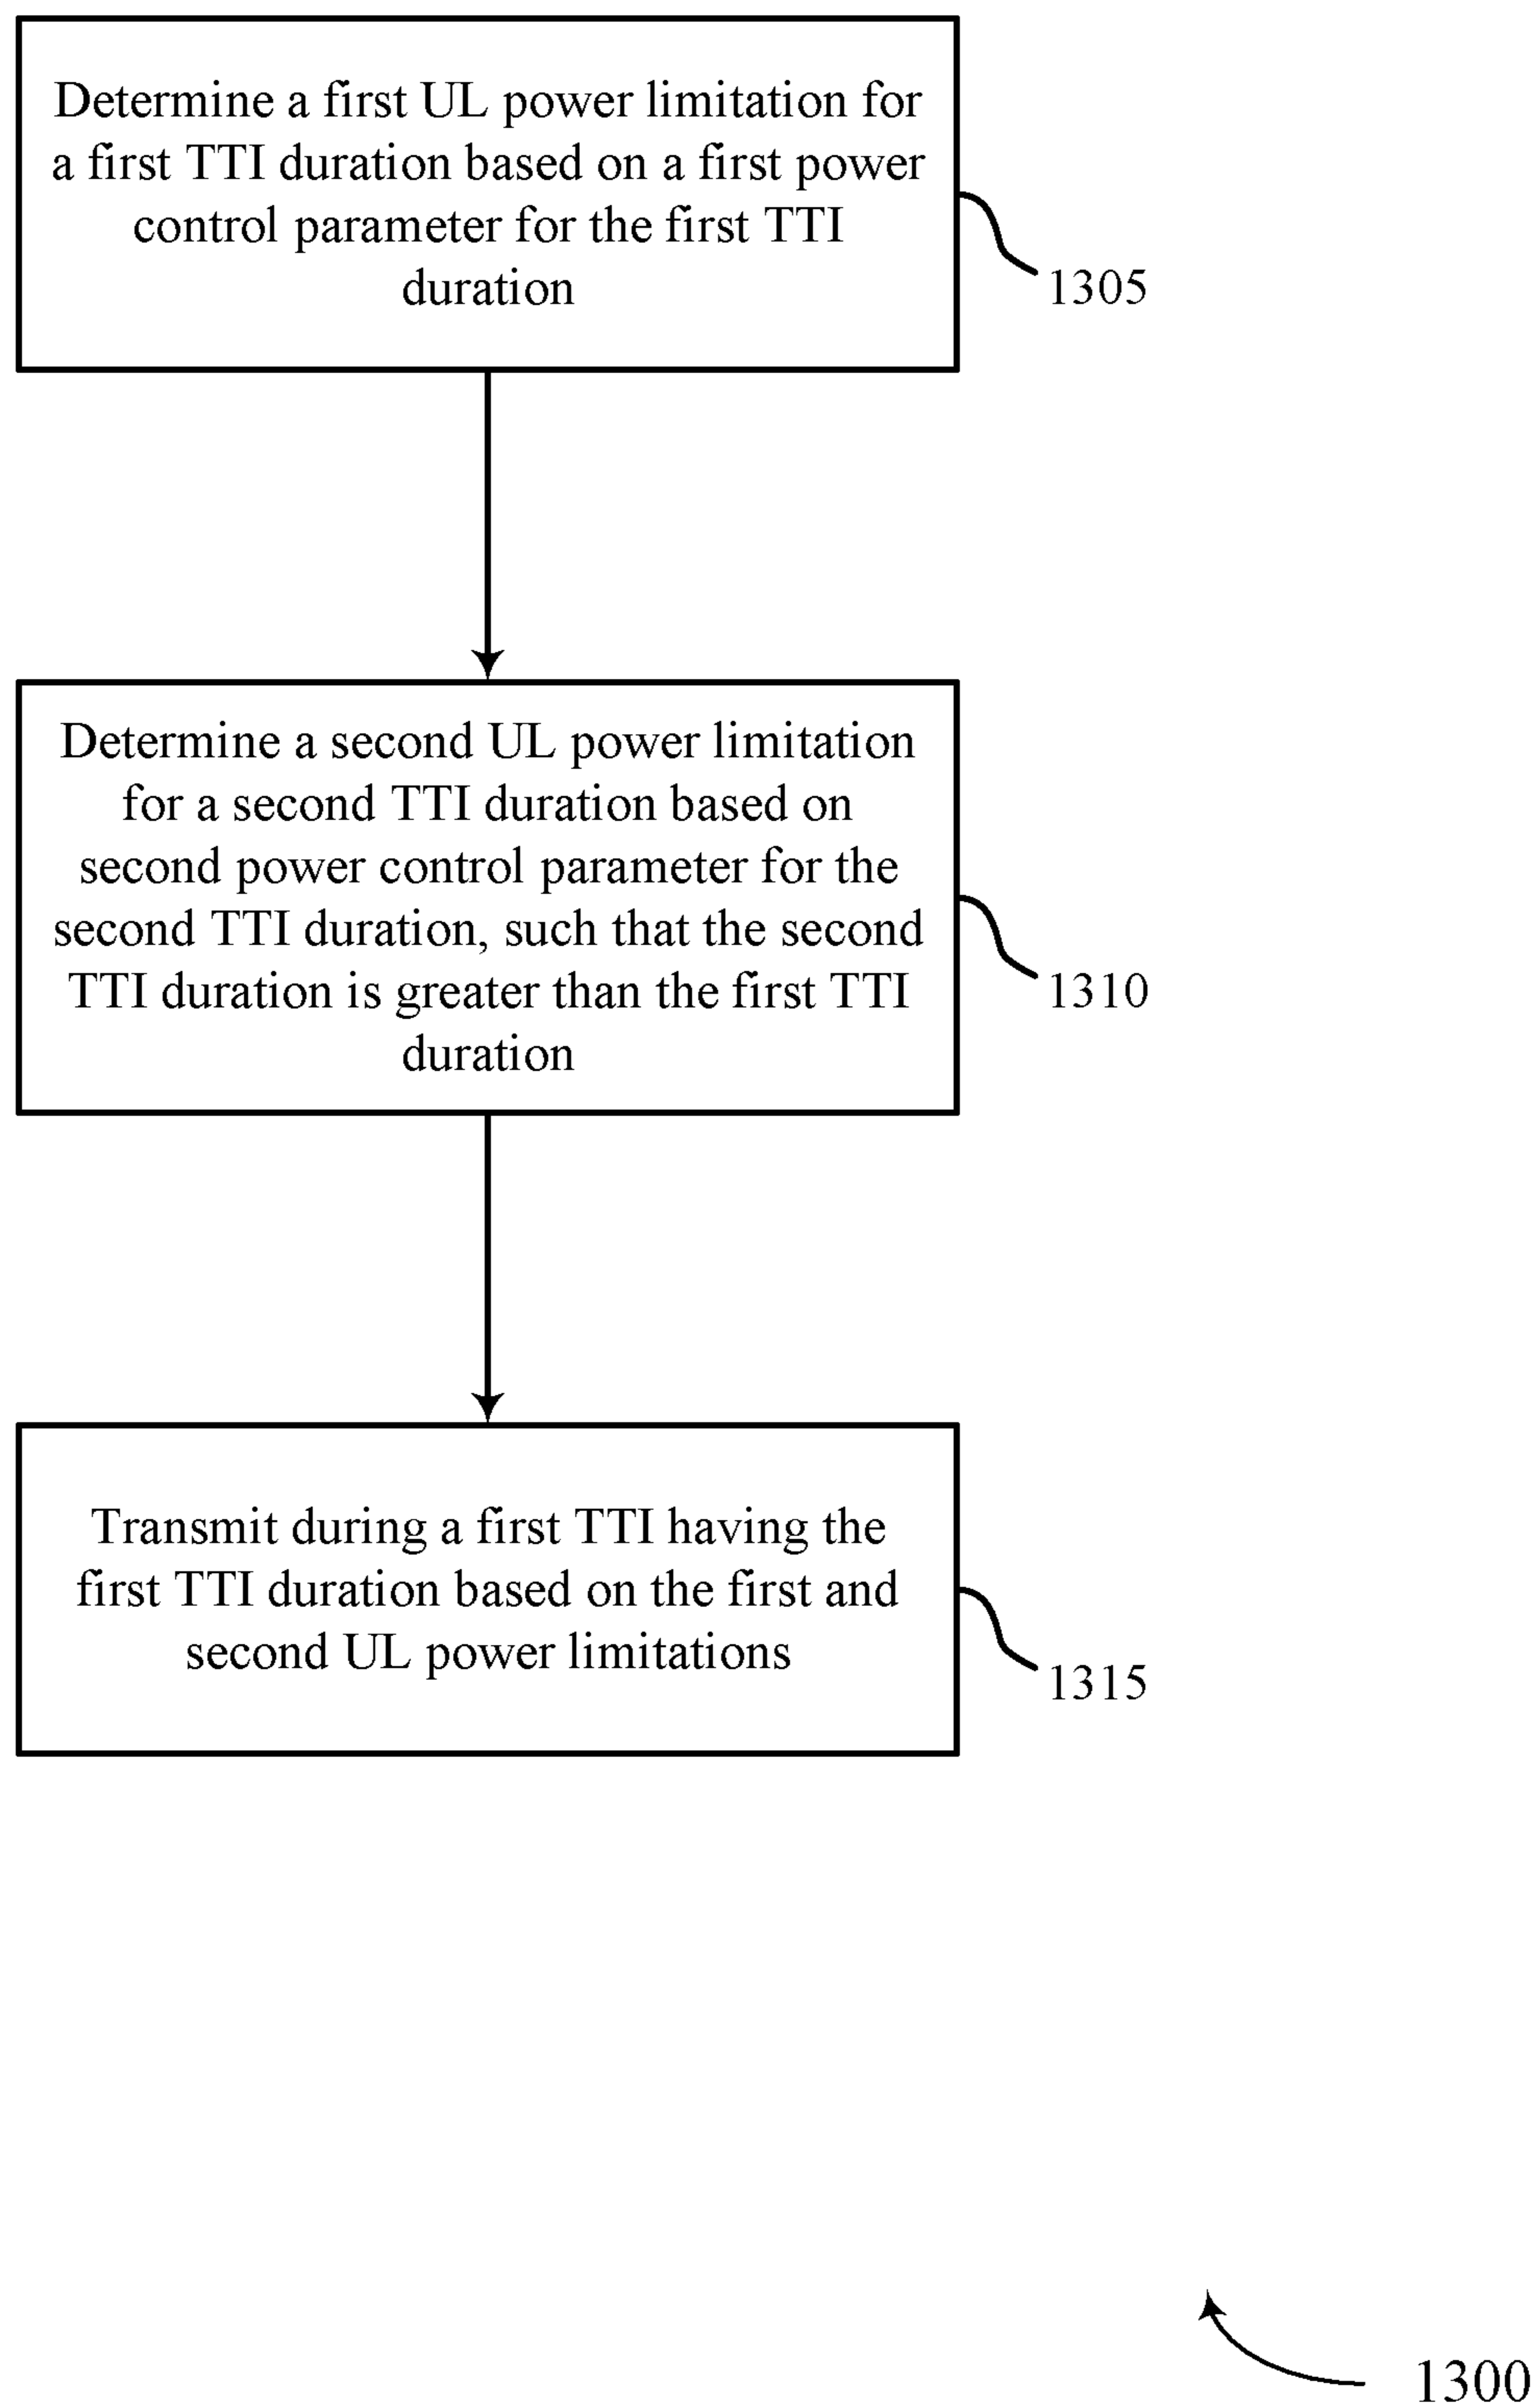 Determine a first UL power limitation for
a first TTI duration based on a first power
control parameter for the first TTI
duration
1305
Determine a second UL power limitation
for a second TTI duration based on
second power control parameter for the
second TTI duration, such that the second
TTI duration is greater than the first TTI
duration
1310
Transmit during a first TTI having the
first TTI duration based on the first and
second UL power limitations
1315
1300